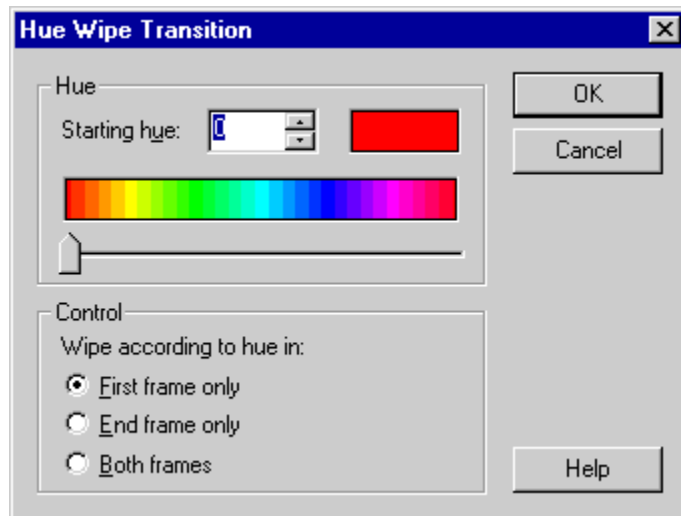 Hue Wipe Transition
Hue
Starting hue: 0
OK
Cancel
Control
Wipe according to hue in:
First frame only
End frame only
Both frames
Help